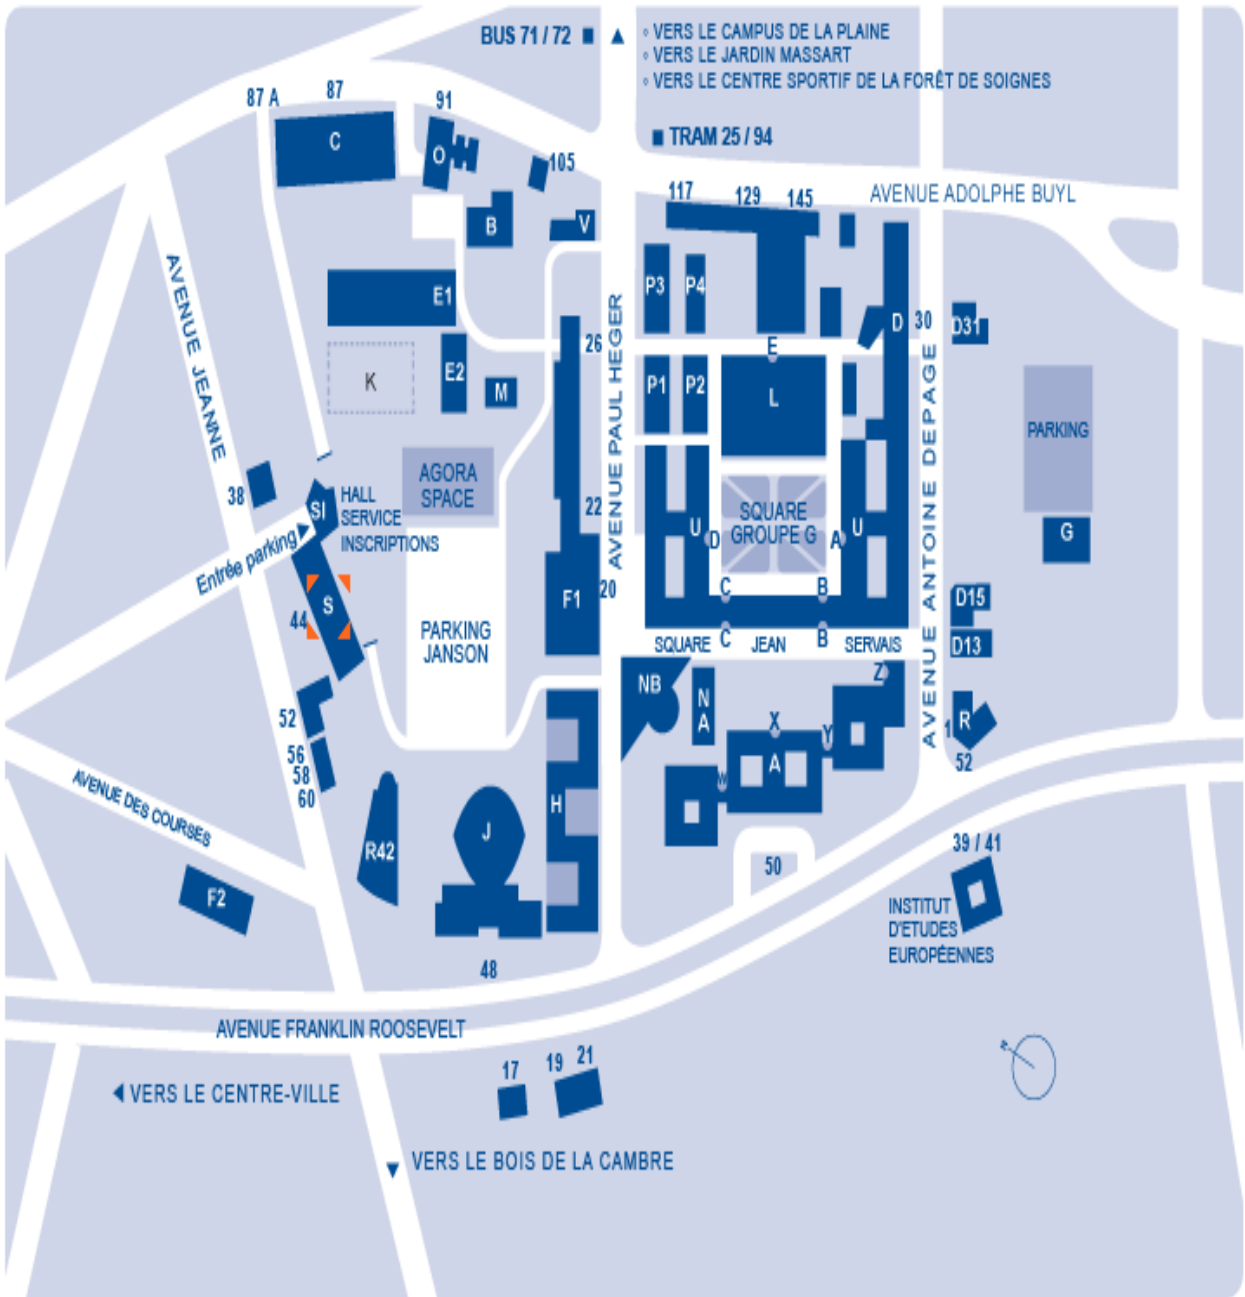 BUS 71 / 72
◦ VERS LE CAMPUS DE LA PLAINE
◦ VERS LE JARDIN MASSART
◦ VERS LE CENTRE SPORTIF DE LA FORÊT DE SOIGNES
87 A
87
91
TRAM 25 / 94
C
O
105
117
129
145
AVENUE ADOLPHE BUYL
B
V
AVENUE JEANNE
E1
P3
P4
D
30
D31
26
E
K
E2
M
P1
P2
L
AVENUE PAUL HEGER
AVENUE ANTOINE DEPAGE
PARKING
AGORA
SPACE
38
SI
HALL
SERVICE
INSCRIPTIONS
22
U
D
SQUARE
GROUPE G
A
U
G
Entrée parking
S
44
F1
20
C
B
D15
PARKING
JANSON
SQUARE
C
JEAN
B
SERVAIS
D13
NB
N
A
Z
52
X
Y
R
1
52
56
58
60
W
A
AVENUE DES COURSES
H
J
R42
50
39 / 41
F2
INSTITUT
D'ETUDES
EUROPÉENNES
48
AVENUE FRANKLIN ROOSEVELT
17
19
21
N
VERS LE CENTRE-VILLE
VERS LE BOIS DE LA CAMBRE